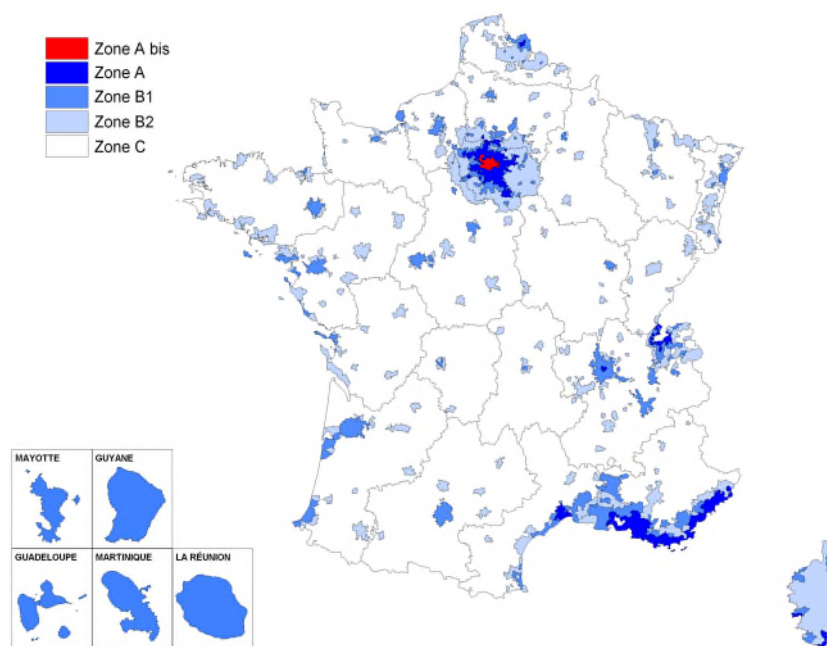 Zone A bis
Zone A
Zone B1
Zone B2
Zone C
MAYOTTE
GUYANE
GUADELOUPE
MARTINIQUE
LA RÉUNION